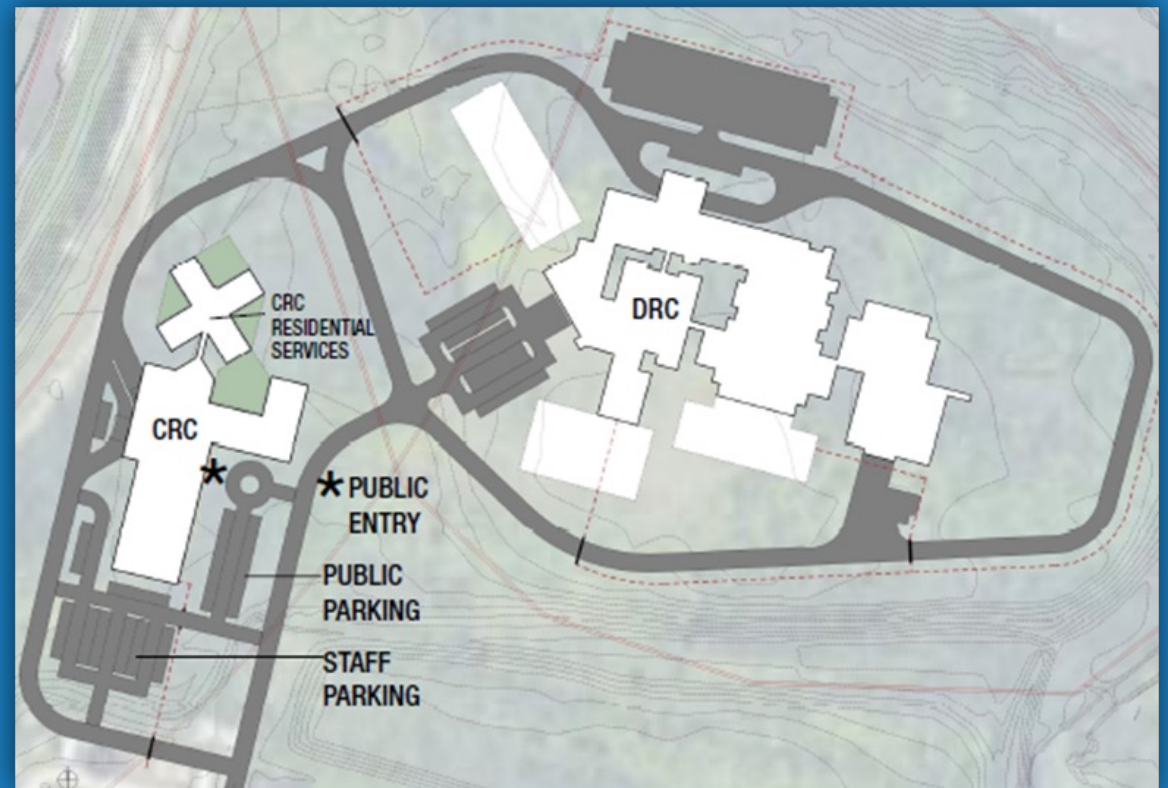 DRC
CRC
RESIDENTIAL
SERVICES
CRC
*
* PUBLIC
ENTRY
PUBLIC
PARKING
STAFF
PARKING